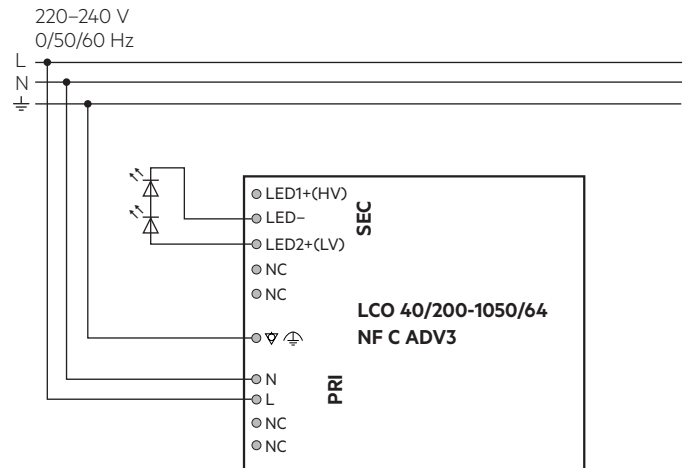 220–240 V
0/50/60 Hz
L
N
LED1+(HV)
LED–
LED2+(LV)
NC
NC
SEC
LCO 40/200-1050/64
NF C ADV3
N
L
NC
NC
PRI